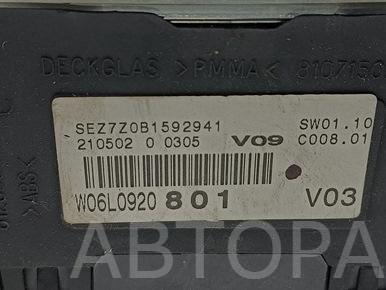 DECKGLAS >PMMA<
SEZ7Z0B1592941
210502 0 0305 V09
SW01.10
C008.01
W06L0920 801 V03
>ABS<
АВТОРА